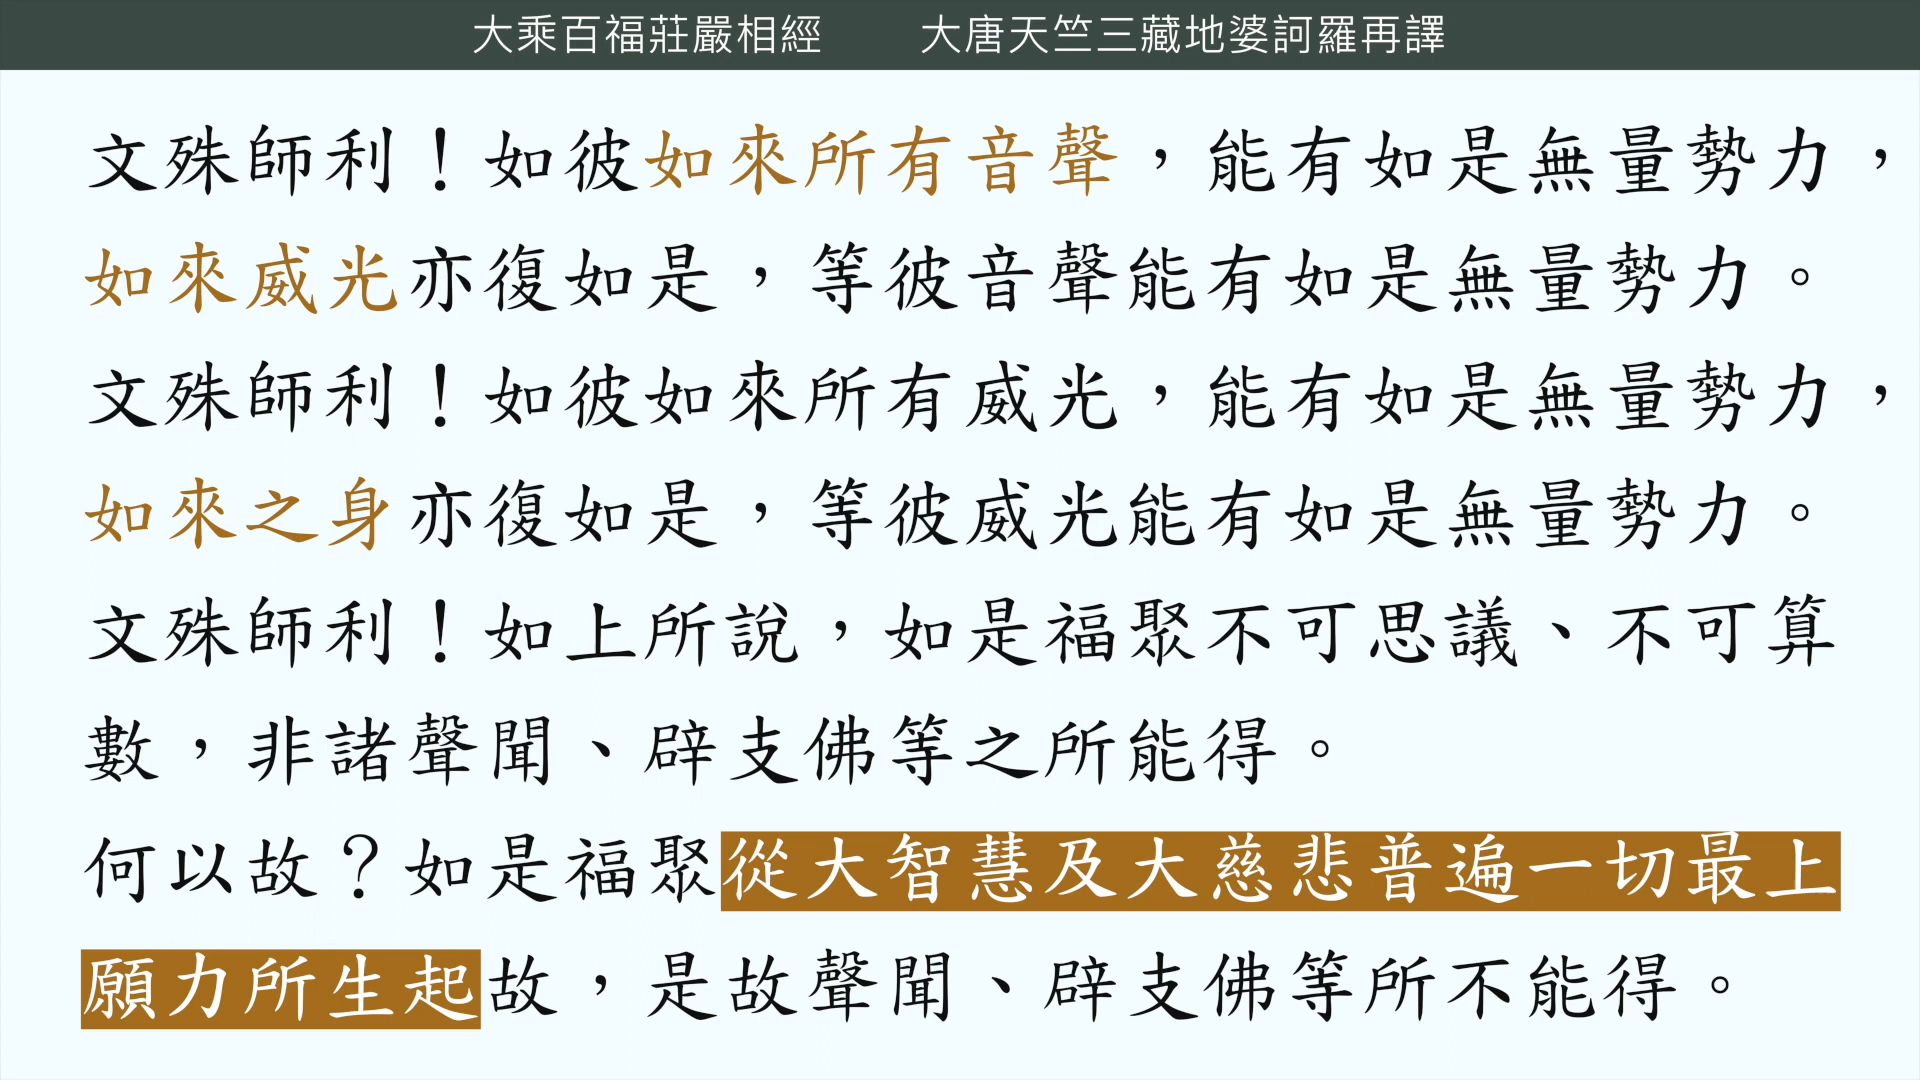 大乘百福莊嚴相經　　大唐天竺三藏地婆訶羅再譯
文殊師利！如彼如來所有音聲，能有如是無量勢力，
如來威光亦復如是，等彼音聲能有如是無量勢力。
文殊師利！如彼如來所有威光，能有如是無量勢力，
如來之身亦復如是，等彼威光能有如是無量勢力。
文殊師利！如上所說，如是福聚不可思議、不可算
數，非諸聲聞、辟支佛等之所能得。
何以故？如是福聚從大智慧及大慈悲普遍一切最上
願力所生起故，是故聲聞、辟支佛等所不能得。